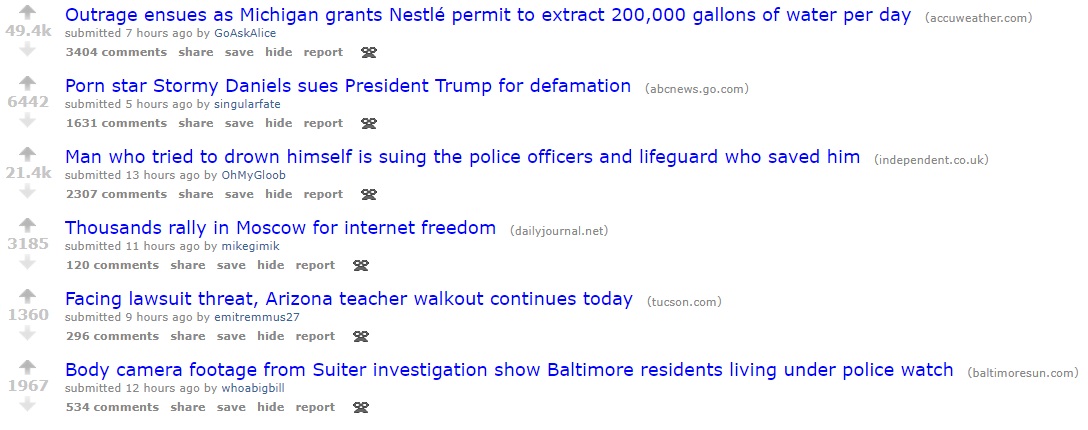 Outrage ensues as Michigan grants Nestlé permit to extract 200,000 gallons of water per day (accuweather.com)
49.4k
submitted 7 hours ago by GoAskAlice
3404 comments share save hide report
Porn star Stormy Daniels sues President Trump for defamation (abcnews.go.com)
6442
submitted 5 hours ago by singularfate
1631 comments share save hide report
Man who tried to drown himself is suing the police officers and lifeguard who saved him (independent.co.uk)
21.4k
submitted 13 hours ago by OhMyGloob
2307 comments share save hide report
Thousands rally in Moscow for internet freedom (dailyjournal.net)
3185
submitted 11 hours ago by mikegimik
120 comments share save hide report
Facing lawsuit threat, Arizona teacher walkout continues today (tucson.com)
1360
submitted 9 hours ago by emitremmus27
296 comments share save hide report
Body camera footage from Suiter investigation show Baltimore residents living under police watch (baltimoresun.com)
1967
submitted 12 hours ago by whoabigbill
534 comments share save hide report